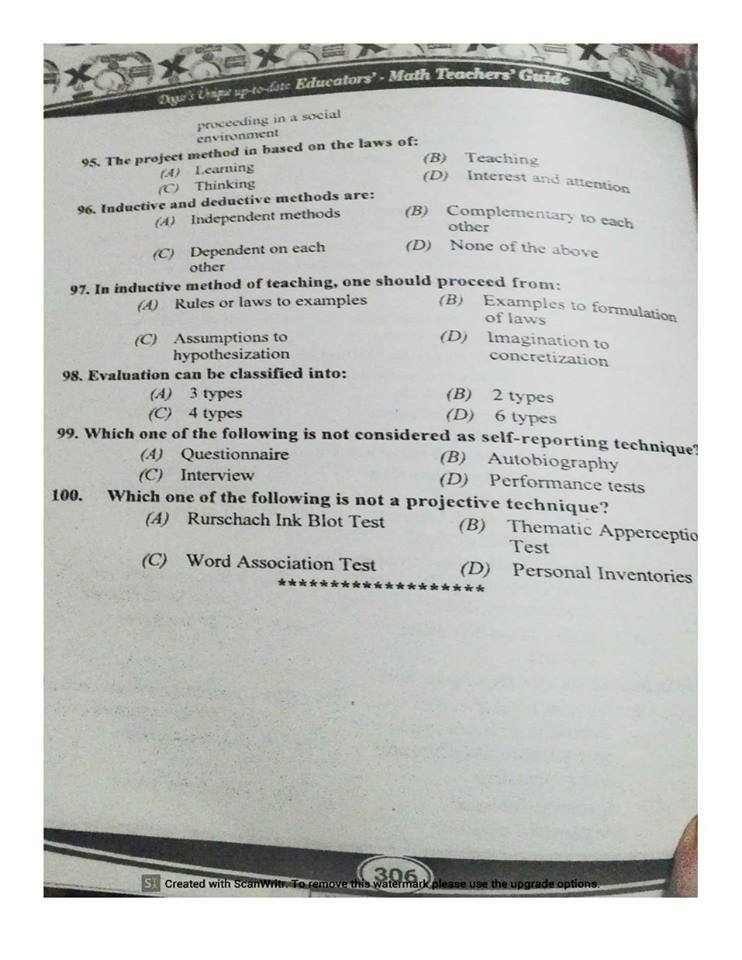 up-to-date Educators' - Math Teachers' Guide
proceeding in a social
environment
95. The project method in based on the laws of:
(A) Learning (B) Teaching
(C) Thinking (D) Interest and attention
96. Inductive and deductive methods are:
(A) Independent methods (B) Complementary to each
other
(C) Dependent on each (D) None of the above
other
97. In inductive method of teaching, one should proceed from:
(A) Rules or laws to examples (B) Examples to formulation
of laws
(C) Assumptions to (D) Imagination to
hypothesization concretization
98. Evaluation can be classified into:
(A) 3 types (B) 2 types
(C) 4 types (D) 6 types
99. Which one of the following is not considered as self-reporting technique?
(A) Questionnaire (B) Autobiography
(C) Interview (D) Performance tests
100. Which one of the following is not a projective technique?
(A) Rurschach Ink Blot Test (B) Thematic Apperceptio
Test
(C) Word Association Test (D) Personal Inventories
********************
306
Created with ScanWritr. To remove this watermark please use the upgrade options.